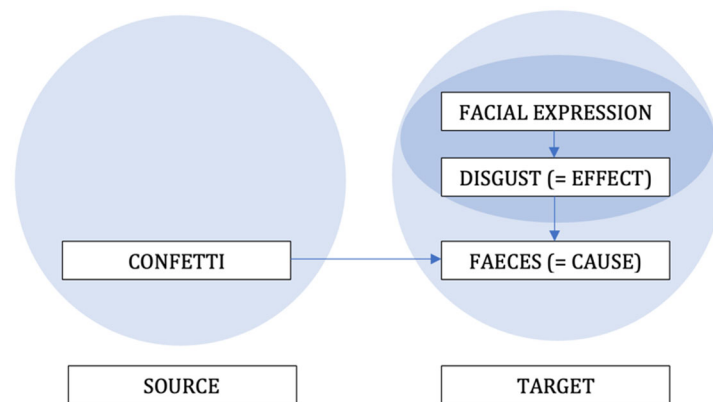 FACIAL EXPRESSION
DISGUST (= EFFECT)
CONFETTI
FAECES (= CAUSE)
SOURCE
TARGET